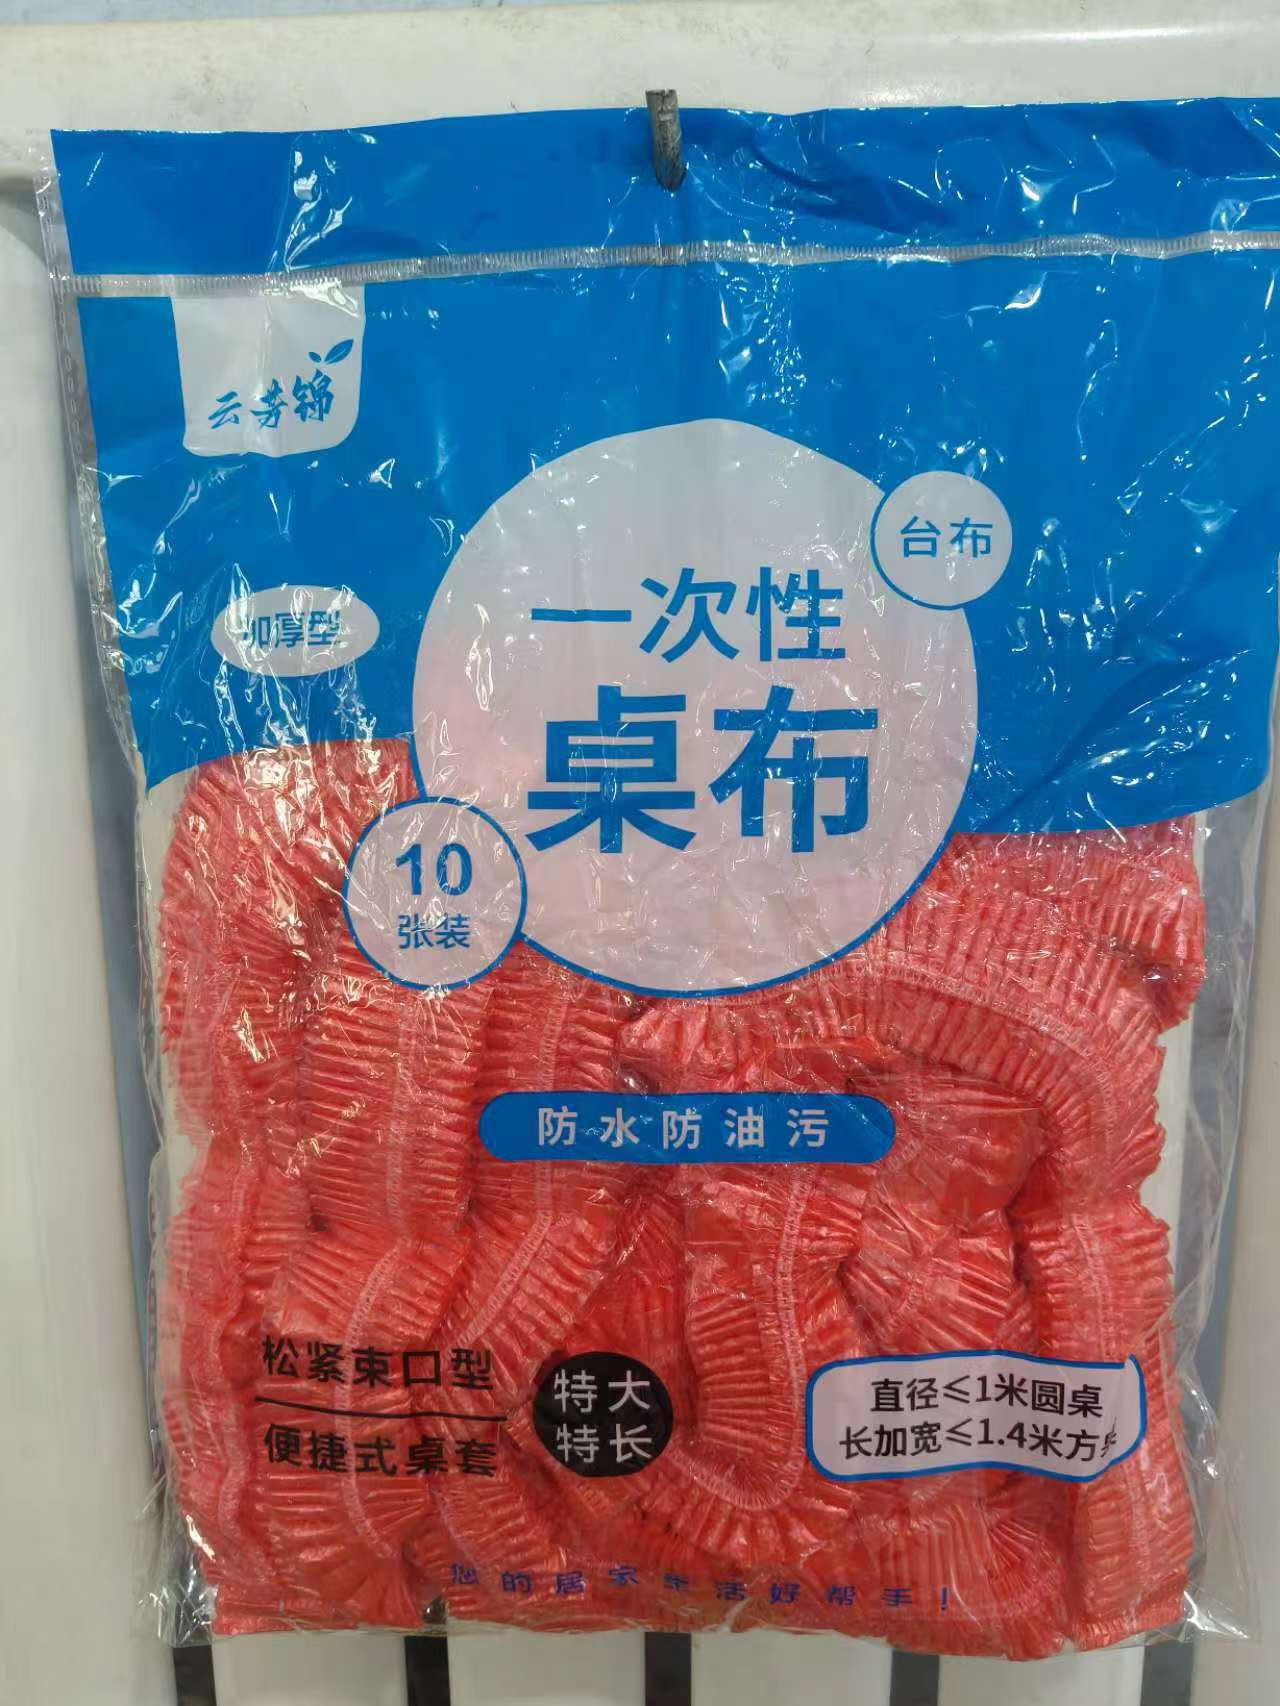 云芳锦
台布
加厚型
一次性
桌布
10
张装
防水防油污
松紧束口型
便捷式桌套
特大
特长
直径≤1米圆桌
长加宽≤1.4米方
您的居家生活好帮手！